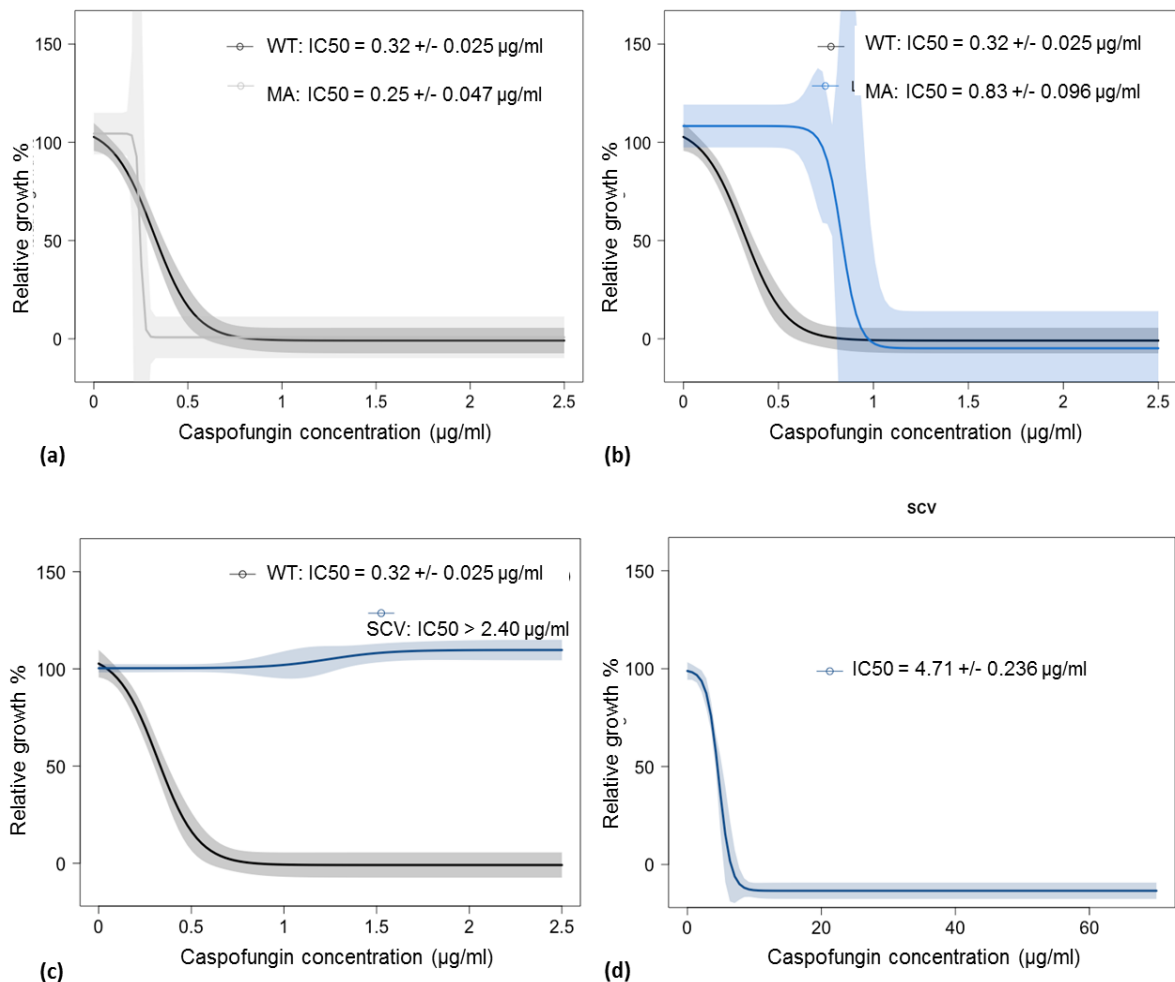 WT: IC50 = 0.32 +/- 0.025 µg/ml
MA: IC50 = 0.25 +/- 0.047 µg/ml
150
100
50
0
Relative growth %
0 0.5 1 1.5 2 2.5
Caspofungin concentration (µg/ml)
(a)
WT: IC50 = 0.32 +/- 0.025 µg/ml
MA: IC50 = 0.83 +/- 0.096 µg/ml
150
100
50
0
Relative growth %
0 0.5 1 1.5 2 2.5
Caspofungin concentration (µg/ml)
(b)
WT: IC50 = 0.32 +/- 0.025 µg/ml
SCV: IC50 > 2.40 µg/ml
150
100
50
0
Relative growth %
0 0.5 1 1.5 2 2.5
Caspofungin concentration (µg/ml)
(c)
SCV
IC50 = 4.71 +/- 0.236 µg/ml
150
100
50
0
Relative growth %
0 20 40 60
Caspofungin concentration (µg/ml)
(d)